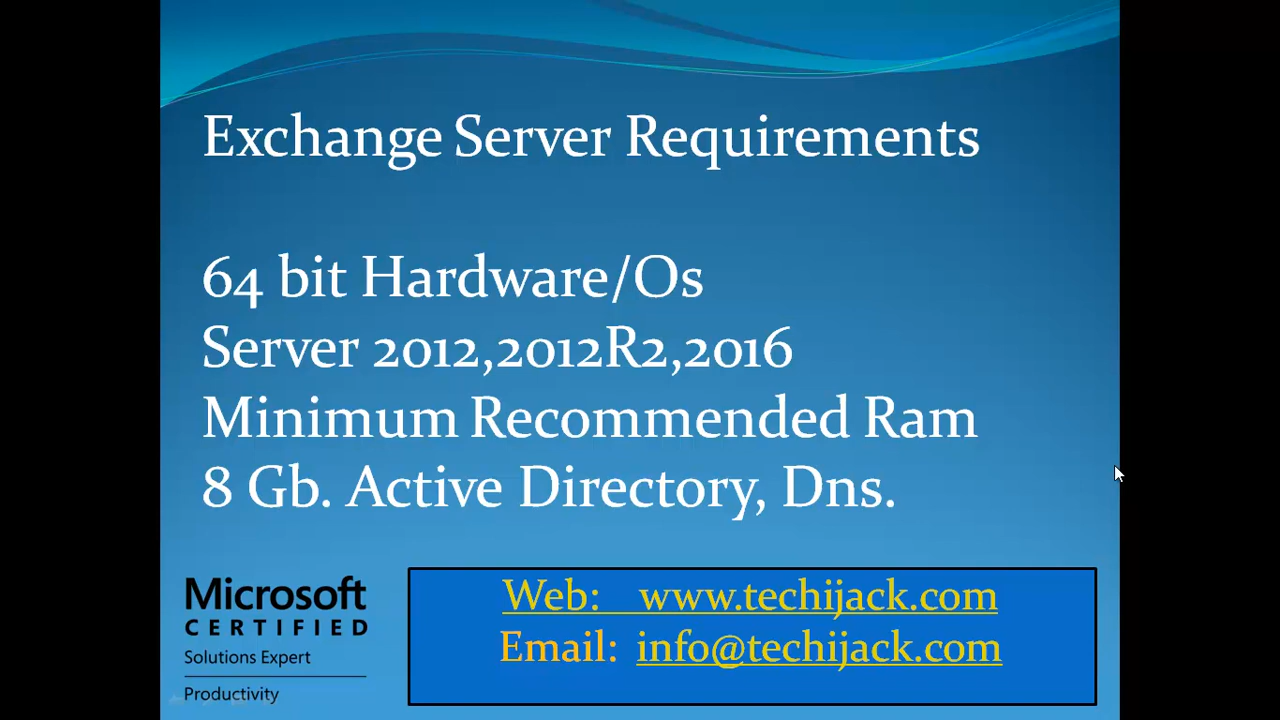 Exchange Server Requirements
64 bit Hardware/Os
Server 2012,2012R2,2016
Minimum Recommended Ram
8 Gb. Active Directory, Dns.
Microsoft
CERTIFIED
Solutions Expert
Productivity
Web: www.techijack.com
Email: info@techijack.com